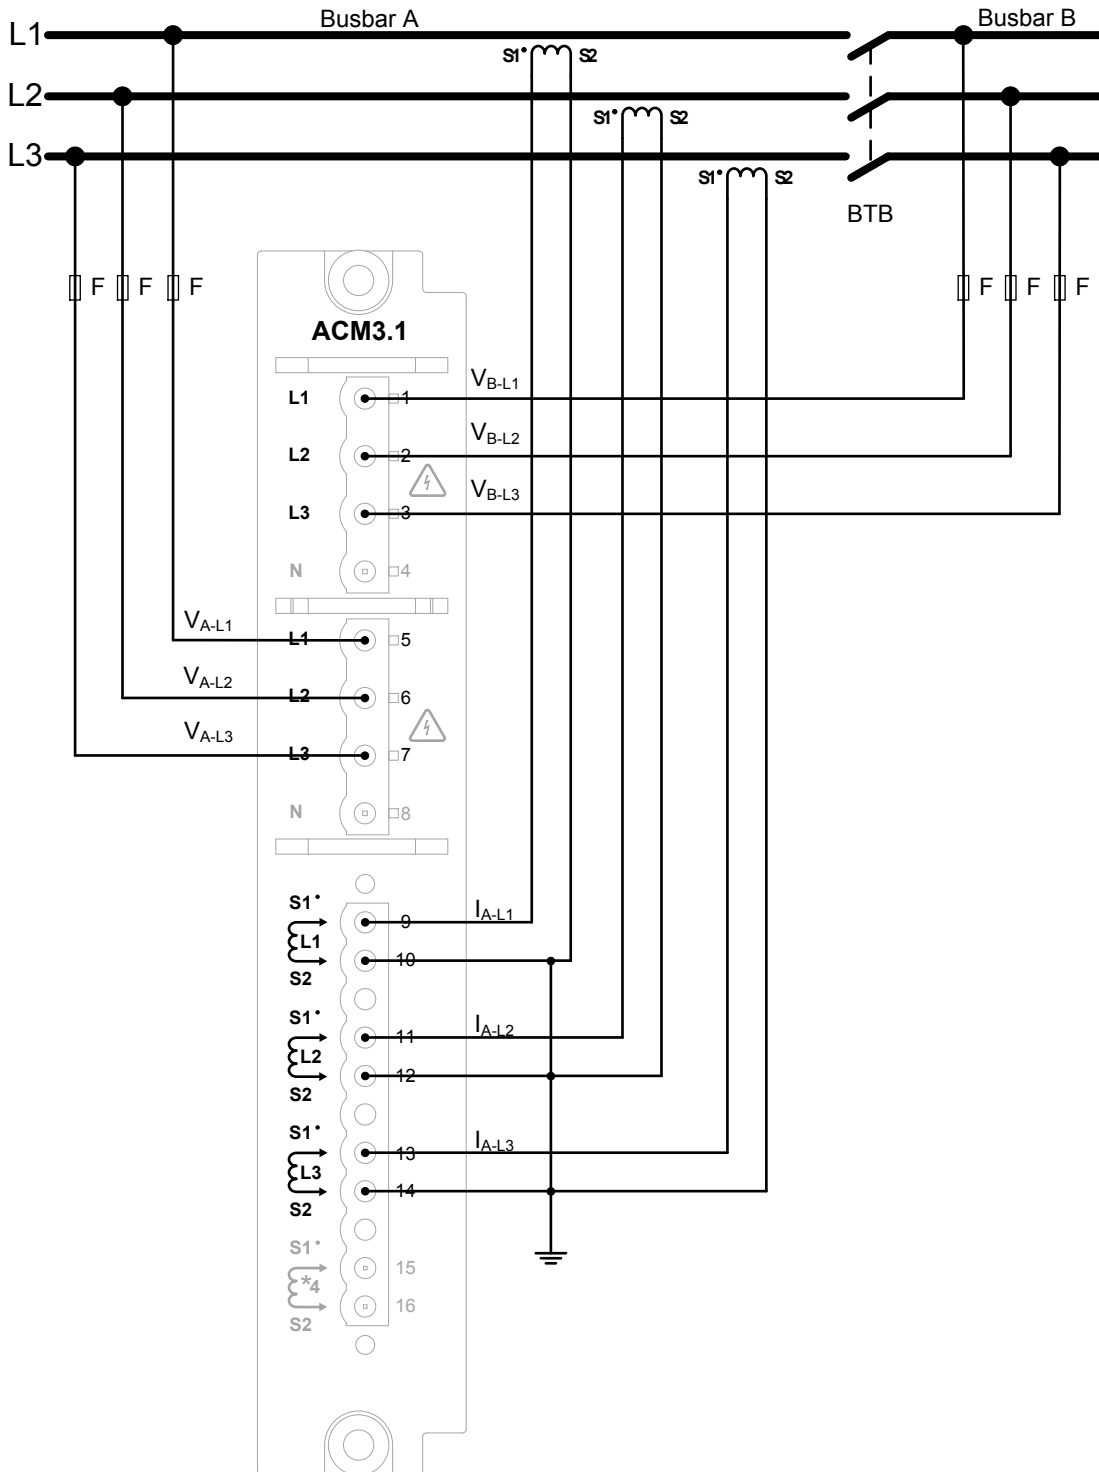 Busbar A
Busbar B
L1
S1• S2
L2
S1• S2
L3
S1• S2
BTB
F F F
F F F
ACM3.1
L1 1 VB-L1
L2 2 VB-L2
L3 3 VB-L3
N 4
VA-L1 L1 5
VA-L2 L2 6
VA-L3 L3 7
N 8
S1•
9 IA-L1
L1
10
S2
S1•
11 IA-L2
L2
12
S2
S1•
13 IA-L3
L3
14
S2
S1•
15
*4
16
S2